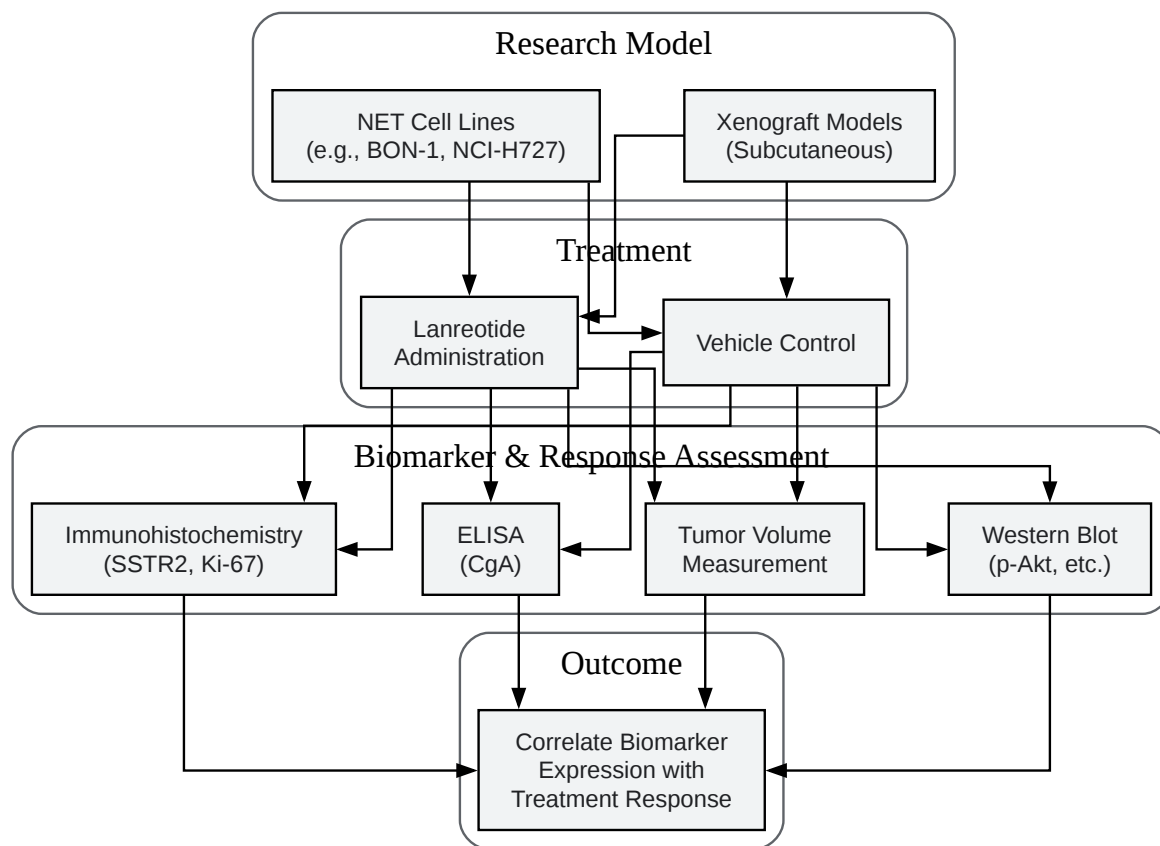 Research Model
NET Cell Lines
(e.g., BON-1, NCI-H727)
Xenograft Models
(Subcutaneous)
Treatment
Lanreotide
Administration
Vehicle Control
Biomarker & Response Assessment
Immunohistochemistry
(SSTR2, Ki-67)
ELISA
(CgA)
Tumor Volume
Measurement
Western Blot
(p-Akt, etc.)
Outcome
Correlate Biomarker
Expression with
Treatment Response